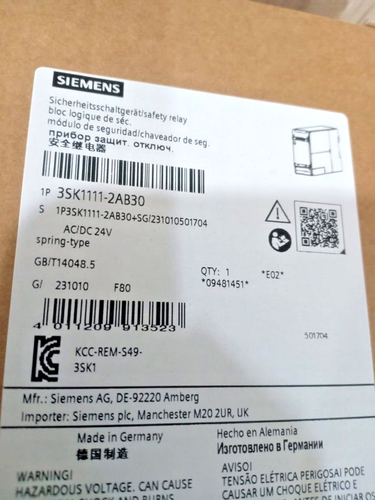 SIEMENS
Sicherheitsschaltgerät/safety relay
bloc logique de séc.
módulo de seguridad/chaveador de seg.
прибор защит. отключ.
安全继电器
1P 3SK1111-2AB30
S 1P3SK1111-2AB30+SG/231010501704
AC/DC 24V
spring-type
GB/T14048.5
QTY: 1 *E02*
*09481451*
G/ 231010 F80
4 011209 913523
501704
KCC-REM-S49-
3SK1
Mfr.: Siemens AG, DE-92220 Amberg
Importer: Siemens plc, Manchester M20 2UR, UK
Made in Germany
德国制造
Hecho en Alemania
Изготовлено в Германии
WARNING!
HAZARDOUS VOLTAGE. CAN CAUSE
AVISO!
TENSÃO ELÉTRICA PERIGOSA! PODE
CAUSAR UM CHOQUE ELÉTRICO E